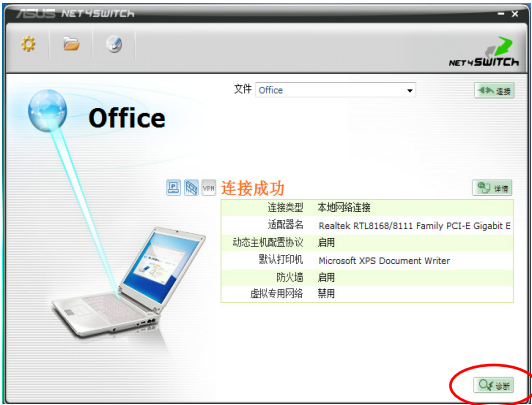 ASUS NET4SWITCH
NET4SWITCH
文件 Office
连接
Office
VPN 连接成功
详情
连接类型 本地网络连接
适配器名 Realtek RTL8168/8111 Family PCI-E Gigabit E
动态主机配置协议 启用
默认打印机 Microsoft XPS Document Writer
防火墙 启用
虚拟专用网络 禁用
诊断